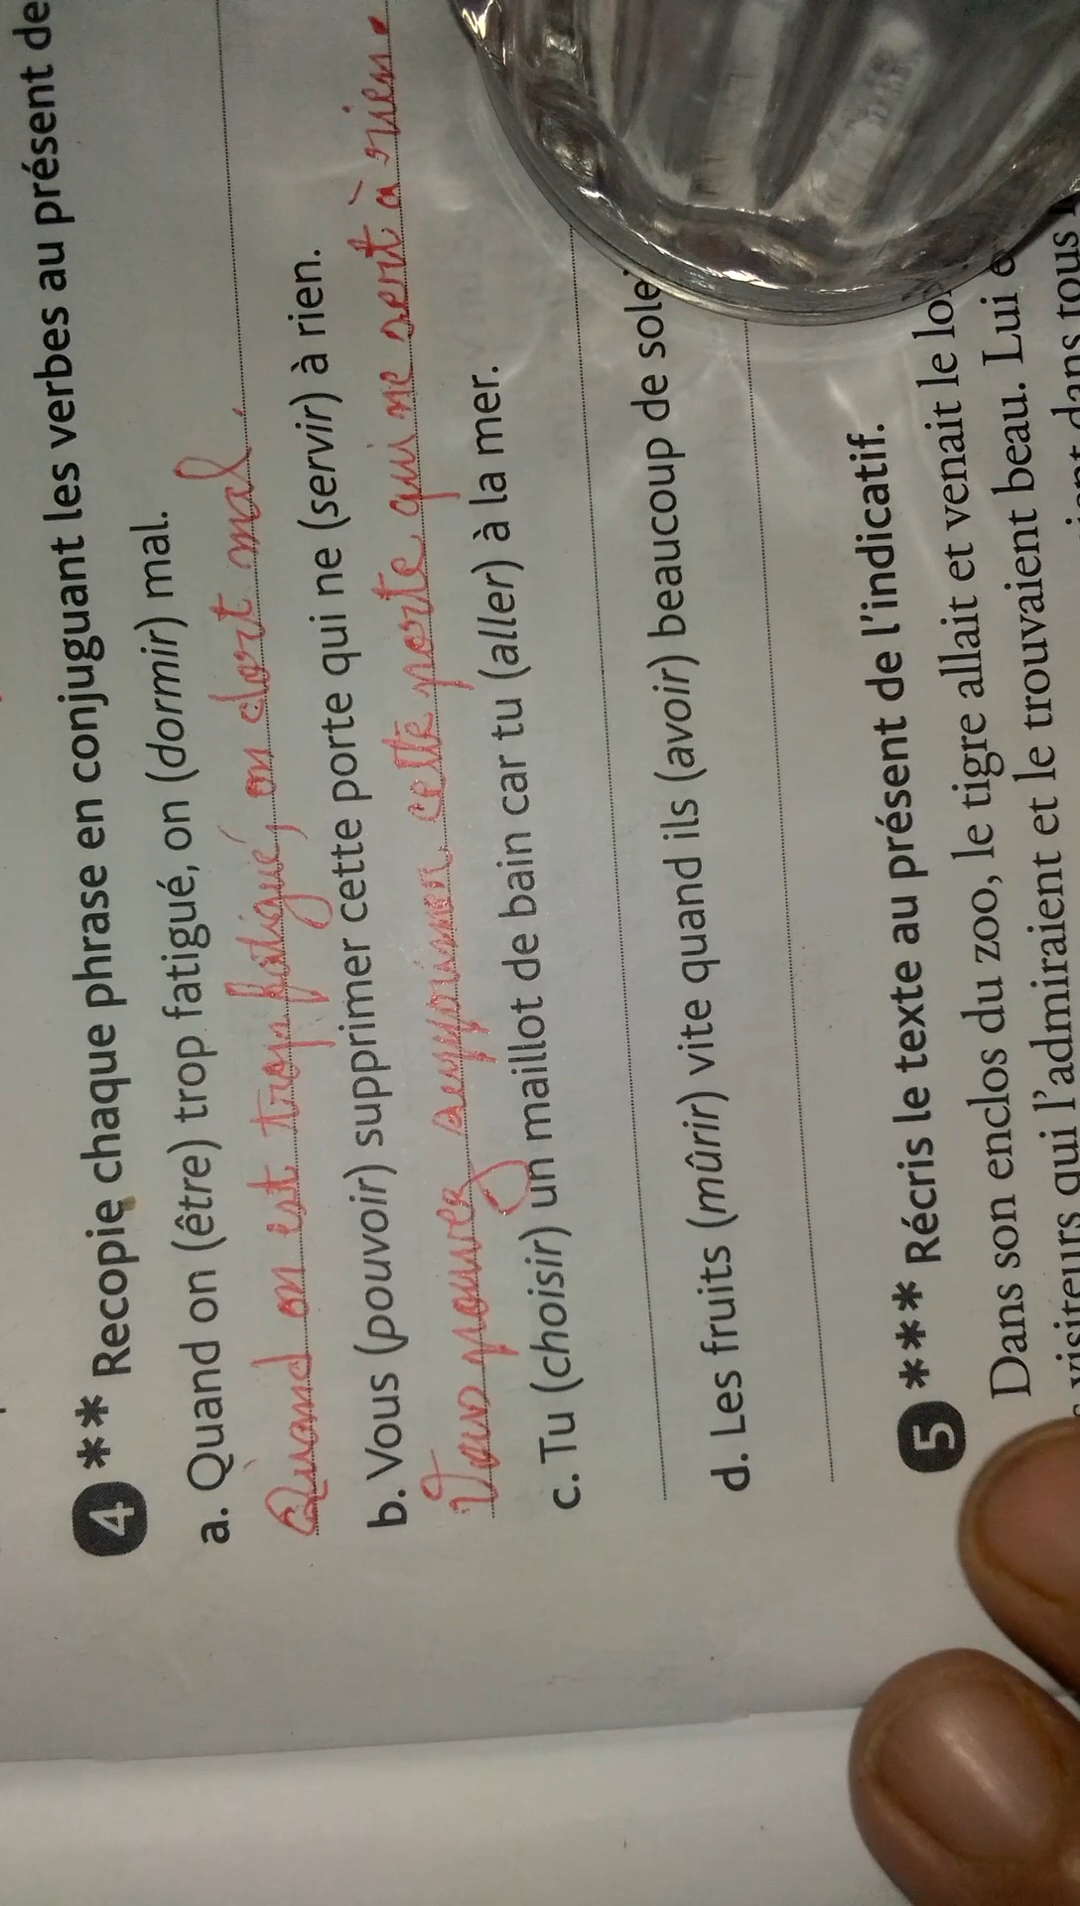 4 ** Recopie chaque phrase en conjuguant les verbes au présent de
a. Quand on (être) trop fatigué, on (dormir) mal.
Quand on est trop fatigué, on dort mal.
b. Vous (pouvoir) supprimer cette porte qui ne (servir) à rien.
Vous pouvez supprimer cette porte qui ne sert à rien.
c. Tu (choisir) un maillot de bain car tu (aller) à la mer.
d. Les fruits (mûrir) vite quand ils (avoir) beaucoup de
5 *** Récris le texte au présent de l'indicatif.
Dans son enclos du zoo, le tigre allait et venait le
visiteurs qui l'admiraient et le trouvaient beau. Lui
dans tous